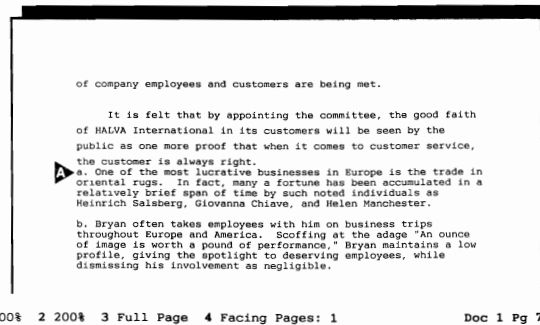 of company employees and customers are being met.
It is felt that by appointing the committee, the good faith
of HALVA International in its customers will be seen by the
public as one more proof that when it comes to customer service,
the customer is always right.
A
a. One of the most lucrative businesses in Europe is the trade in
oriental rugs. In fact, many a fortune has been accumulated in a
relatively brief span of time by such noted individuals as
Heinrich Salsberg, Giovanna Chiave, and Helen Manchester.
b. Bryan often takes employees with him on business trips
throughout Europe and America. Scoffing at the adage "An ounce
of image is worth a pound of performance," Bryan maintains a low
profile, giving the spotlight to deserving employees, while
dismissing his involvement as negligible.
00% 2 200% 3 Full Page 4 Facing Pages: 1 Doc 1 Pg 7